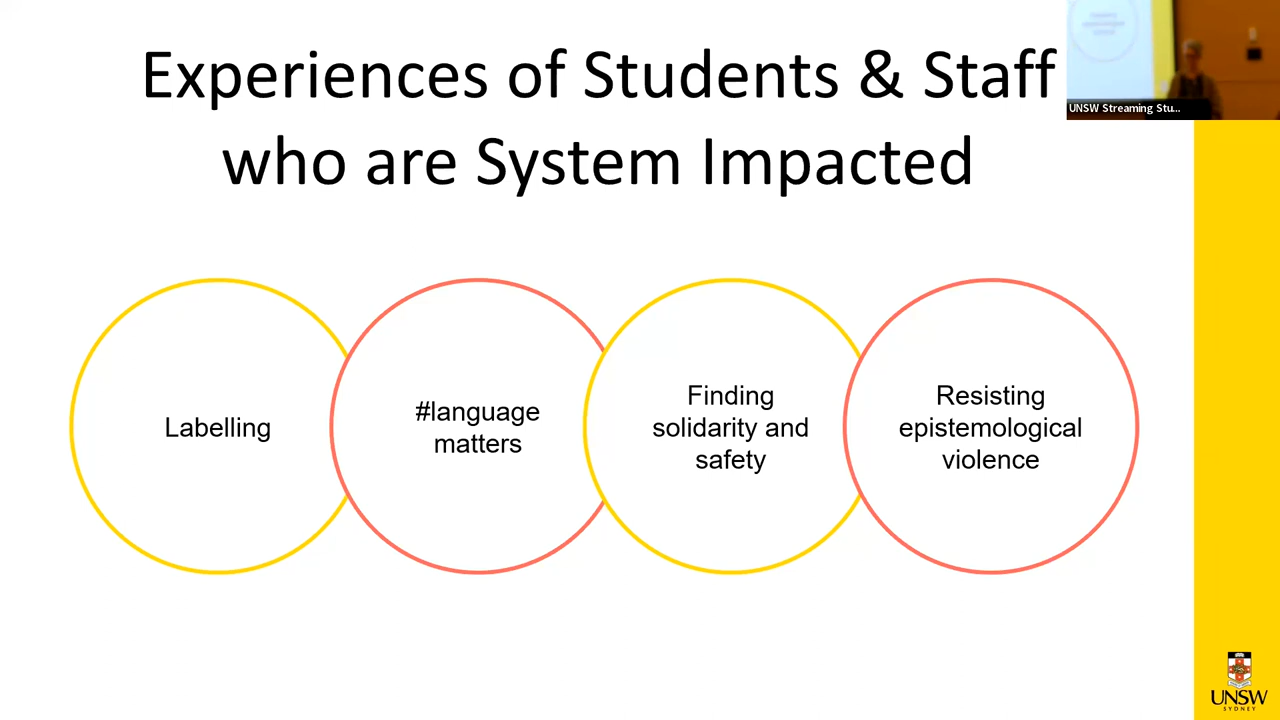 Experiences of Students & Staff
who are System Impacted
UNSW Streaming Stu...
Labelling
#language
matters
Finding
solidarity and
safety
Resisting
epistemological
violence
UNSW
SYDNEY